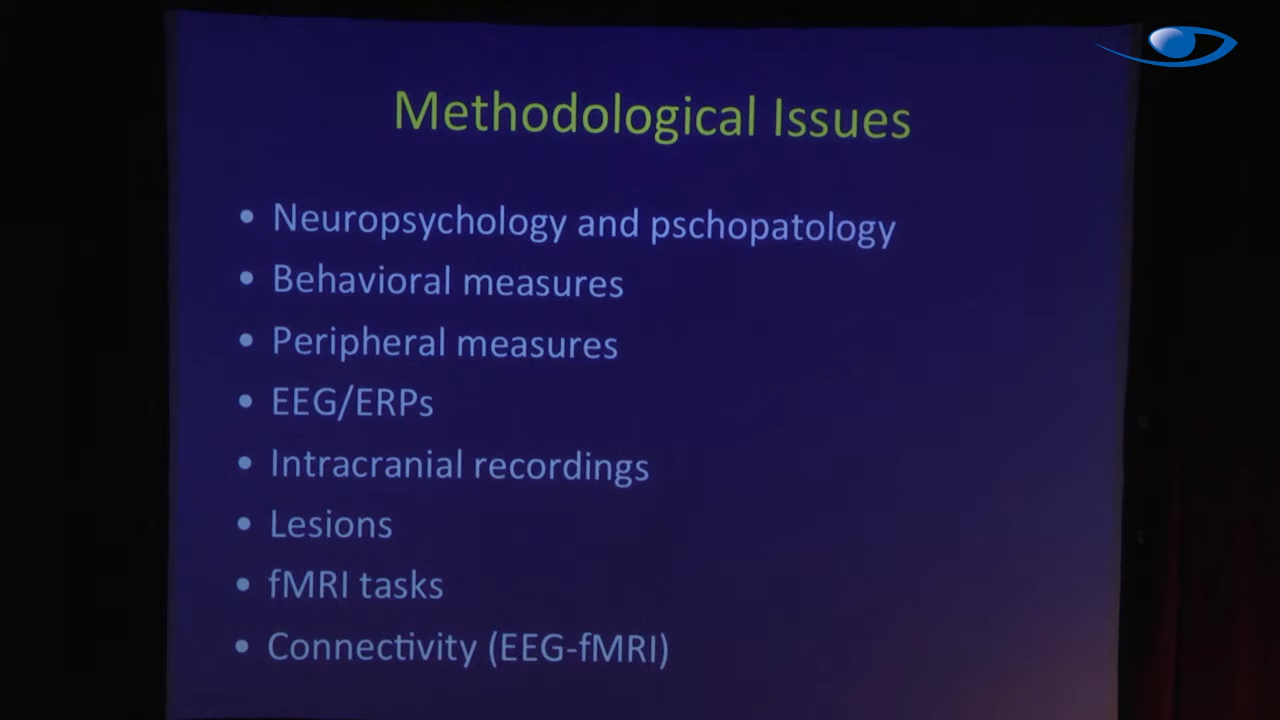 Methodological Issues
• Neuropsychology and pschopatology
• Behavioral measures
• Peripheral measures
• EEG/ERPs
• Intracranial recordings
• Lesions
• fMRI tasks
• Connectivity (EEG-fMRI)